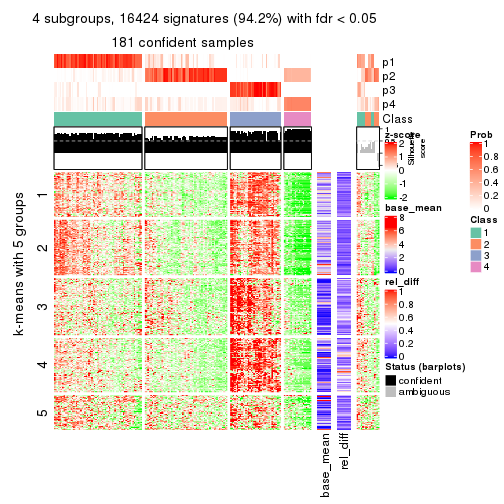 4 subgroups, 16424 signatures (94.2%) with fdr < 0.05
181 confident samples
p1
p2
p3
p4
Class
1
Silhouette
score
z-score
2
1
0
-1
-2
base_mean
8
6
4
2
0
rel_diff
1
0.8
0.6
0.4
0.2
0
Status (barplots)
confident
ambiguous
Prob
1
0.8
0.6
0.4
0.2
0
Class
1
2
3
4
k-means with 5 groups
1
2
3
4
5
base_mean
rel_diff